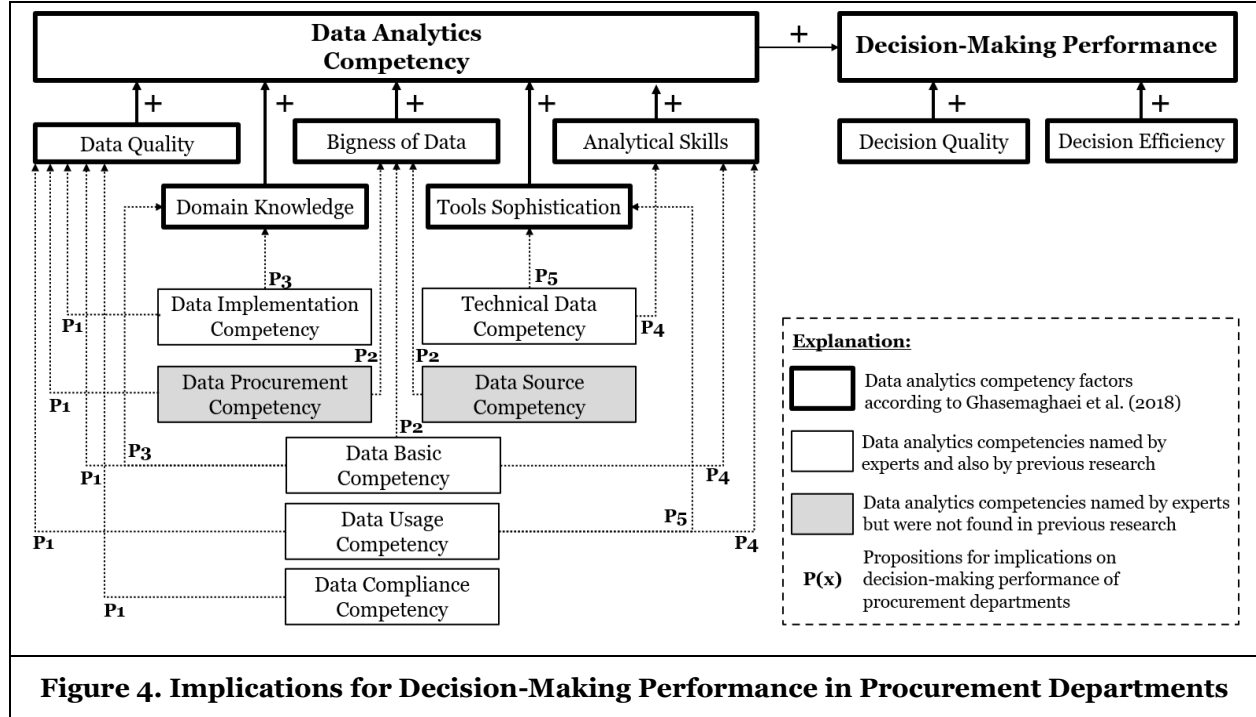 Data Analytics
Competency
+
Decision-Making Performance
+
+
+
+
+
+
+
Data Quality
Bigness of Data
Analytical Skills
Decision Quality
Decision Efficiency
Domain Knowledge
Tools Sophistication
P3
P5
Data Implementation
Competency
Technical Data
Competency
P1
P4
P2
P2
Data Procurement
Competency
Data Source
Competency
P1
P2
Data Basic
Competency
P3
P1
P4
Data Usage
Competency
P5
P1
P4
Data Compliance
Competency
P1
Explanation:
Data analytics competency factors
according to Ghasemaghaei et al. (2018)
Data analytics competencies named by
experts and also by previous research
Data analytics competencies named by experts
but were not found in previous research
P(x)
Propositions for implications on
decision-making performance of
procurement departments
Figure 4. Implications for Decision-Making Performance in Procurement Departments